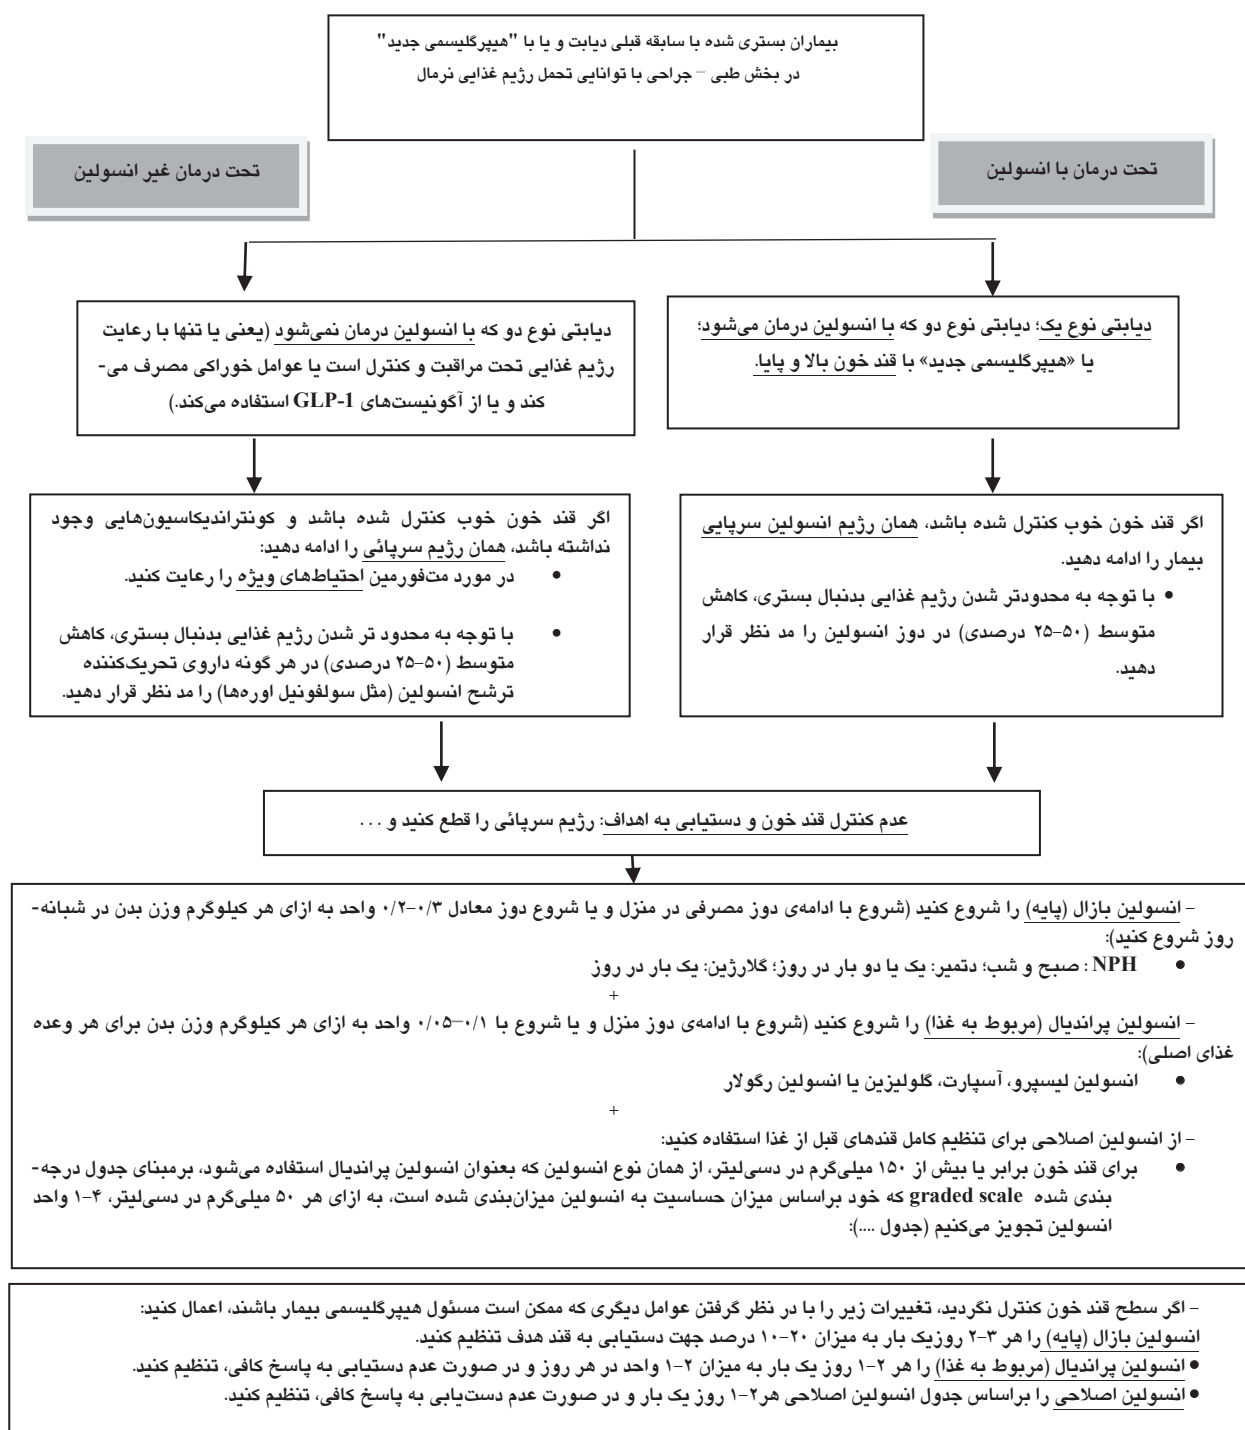 بیماران بستری شده با سابقه قبلی دیابت و یا با "هیپرگلیسمی جدید"
در بخش طبی – جراحی با توانایی تحمل رژیم غذایی نرمال
تحت درمان با انسولین
تحت درمان غیر انسولین
دیابتی نوع یک؛ دیابتی نوع دو که با انسولین درمان می‌شود؛
یا «هیپرگلیسمی جدید» با قند خون بالا و پایا.
دیابتی نوع دو که با انسولین درمان نمی‌شود (یعنی یا تنها با رعایت
رژیم غذایی تحت مراقبت و کنترل است یا عوامل خوراکی مصرف می-
کند و یا از آگونیست‌های GLP-1 استفاده می‌کند.)
اگر قند خون خوب کنترل شده باشد، همان رژیم انسولین سرپایی
بیمار را ادامه دهید.
• با توجه به محدودتر شدن رژیم غذایی بدنبال بستری، کاهش
متوسط (۵۰–۲۵ درصدی) در دوز انسولین را مد نظر قرار
دهید.
اگر قند خون خوب کنترل شده باشد و کونتراندیکاسیون‌هایی وجود
نداشته باشد، همان رژیم سرپائی را ادامه دهید:
• در مورد مت‌فورمین احتیاط‌های ویژه را رعایت کنید.
• با توجه به محدود تر شدن رژیم غذایی بدنبال بستری، کاهش
متوسط (۵۰–۲۵ درصدی) در هر گونه داروی تحریک‌کننده
ترشح انسولین (مثل سولفونیل اوره‌ها) را مد نظر قرار دهید.
عدم کنترل قند خون و دستیابی به اهداف: رژیم سرپائی را قطع کنید و . . .
– انسولین بازال (پایه) را شروع کنید (شروع با ادامه‌ی دوز مصرفی در منزل و یا شروع دوز معادل ۰/۳–۰/۲ واحد به ازای هر کیلوگرم وزن بدن در شبانه-
روز شروع کنید):
• NPH : صبح و شب؛ دتمیر: یک یا دو بار در روز؛ گلارژین: یک بار در روز
+
– انسولین پراندیال (مربوط به غذا) را شروع کنید (شروع با ادامه‌ی دوز منزل و یا شروع با ۰/۱–۰/۰۵ واحد به ازای هر کیلوگرم وزن بدن برای هر وعده
غذای اصلی):
• انسولین لیسپرو، آسپارت، گلولیزین یا انسولین رگولار
+
– از انسولین اصلاحی برای تنظیم کامل قندهای قبل از غذا استفاده کنید:
• برای قند خون برابر یا بیش از ۱۵۰ میلی‌گرم در دسی‌لیتر، از همان نوع انسولین که بعنوان انسولین پراندیال استفاده می‌شود، برمبنای جدول درجه-
بندی شده graded scale که خود براساس میزان حساسیت به انسولین میزان‌بندی شده است، به ازای هر ۵۰ میلی‌گرم در دسی‌لیتر، ۴–۱ واحد
انسولین تجویز می‌کنیم (جدول ....):
– اگر سطح قند خون کنترل نگردید، تغییرات زیر را با در نظر گرفتن عوامل دیگری که ممکن است مسئول هیپرگلیسمی بیمار باشند، اعمال کنید:
انسولین بازال (پایه) را هر ۳–۲ روزیک بار به میزان ۲۰–۱۰ درصد جهت دستیابی به قند هدف تنظیم کنید.
• انسولین پراندیال (مربوط به غذا) را هر ۲–۱ روز یک بار به میزان ۲–۱ واحد در هر روز و در صورت عدم دستیابی به پاسخ کافی، تنظیم کنید.
• انسولین اصلاحی را براساس جدول انسولین اصلاحی هر۲–۱ روز یک بار و در صورت عدم دست‌یابی به پاسخ کافی، تنظیم کنید.